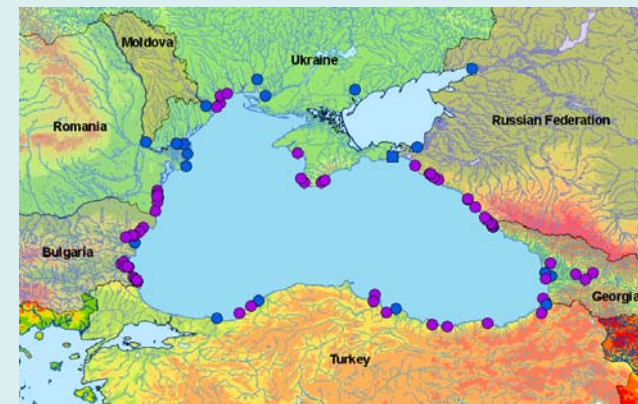 Moldova
Ukraine
Romania
Russian Federation
Bulgaria
Georgia
Turkey